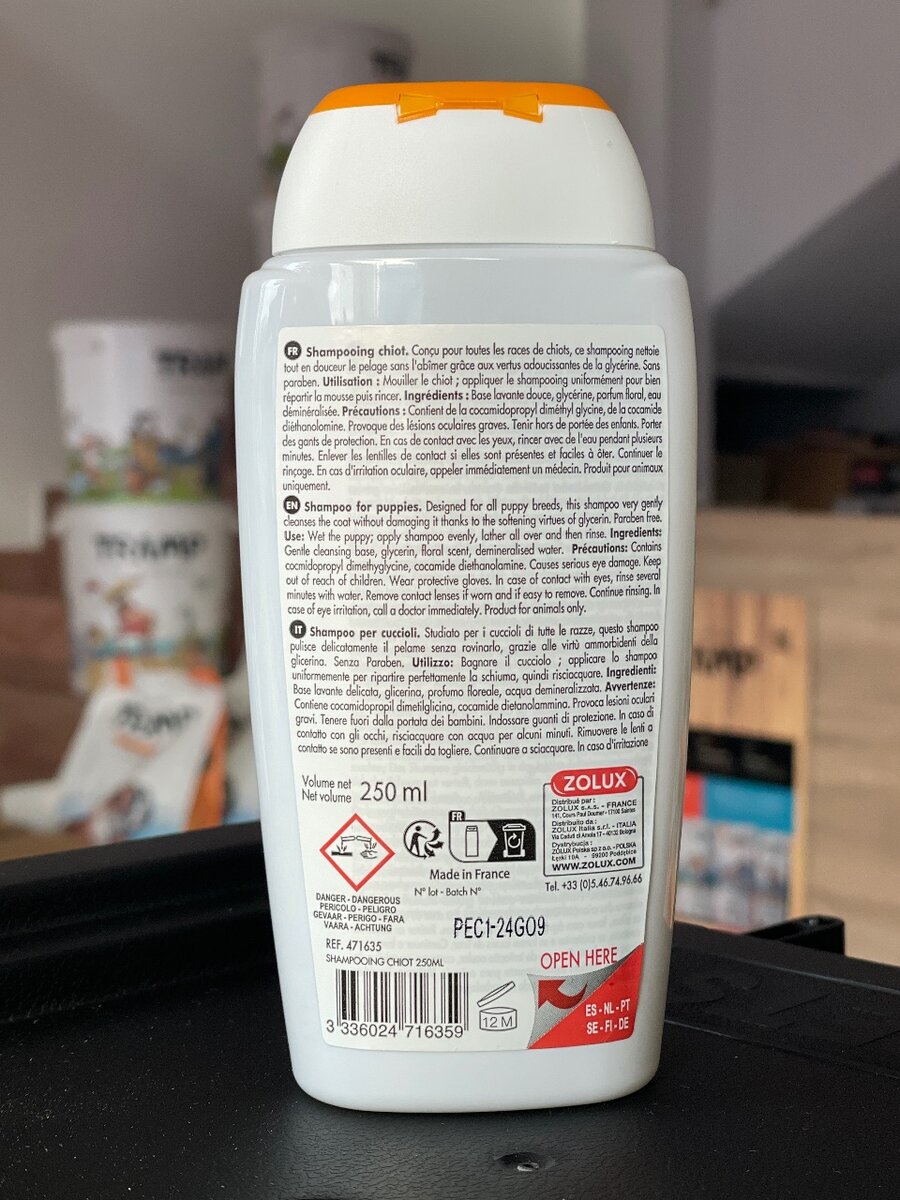 FR Shampooing chiot. Conçu pour toutes les races de chiots, ce shampooing nettoie
tout en douceur le pelage sans l'abîmer grâce aux vertus adoucissantes de la glycérine. Sans
paraben. Utilisation : Mouiller le chiot ; appliquer le shampooing uniformément pour bien
répartir la mousse puis rincer. Ingrédients : Base lavante douce, glycérine, parfum floral, eau
déminéralisée. Précautions : Contient de la cocamidopropyl diméthyl glycine, de la cocamide
diéthanolamine. Provoque des lésions oculaires graves. Tenir hors de portée des enfants. Porter
des gants de protection. En cas de contact avec les yeux, rincer avec de l'eau pendant plusieurs
minutes. Enlever les lentilles de contact si elles sont présentes et faciles à ôter. Continuer le
rinçage. En cas d'irritation oculaire, appeler immédiatement un médecin. Produit pour animaux
uniquement.
EN Shampoo for puppies. Designed for all puppy breeds, this shampoo very gently
cleanses the coat without damaging it thanks to the softening virtues of glycerin. Paraben free.
Use: Wet the puppy; apply shampoo evenly, lather all over and then rinse. Ingredients:
Gentle cleansing base, glycerin, floral scent, demineralised water. Précautions: Contains
cocmidopropyl dimethyglycine, cocamide diethanolamine. Causes serious eye damage. Keep
out of reach of children. Wear protective gloves. In case of contact with eyes, rinse several
minutes with water. Remove contact lenses if worn and if easy to remove. Continue rinsing. In
case of eye irritation, call a doctor immediately. Product for animals only.
IT Shampoo per cuccioli. Studiato per i cuccioli di tutte le razze, questo shampoo
pulisce delicatamente il pelame senza rovinarlo, grazie alle virtù ammorbidenti della
glicerina. Senza Paraben. Utilizzo: Bagnare il cucciolo ; applicare lo shampoo
uniformemente per ripartire perfettamente la schiuma, quindi risciacquare. Ingredienti:
Base lavante delicata, glicerina, profumo floreale, acqua demineralizzata. Avvertenze:
Contiene cocamidopropil dimetilglicina, cocamide dietanolammina. Provoca lesioni oculari
gravi. Tenere fuori dalla portata dei bambini. Indossare guanti di protezione. In caso di
contatto con gli occhi, risciacquare con acqua per alcuni minuti. Rimuovere le lenti a
contatto se sono presenti e facili da togliere. Continuare a sciacquare. In caso d'irritazione
Volume net
Net volume 250 ml
ZOLUX
Distribué par :
ZOLUX s.a.s. - FRANCE
141, Cours Paul Doumer - 17100 Saintes
Distribuito da :
ZOLUX Italia s.r.l. - ITALIA
Via Caduti di Amola 17 - 40132 Bologna
Dystrybucja :
ZOLUX Polska sp z o.o. - POLSKA
Łęrki 10A - 99200 Poddębice
WWW.ZOLUX.COM
Tel. +33 (0)5.46.74.96.66
FR
Made in France
N° lot - Batch N°
PEC1-24G09
DANGER - DANGEROUS
PERICOLO - PELIGRO
GEVAAR - PERIGO - FARA
VAARA - ACHTUNG
REF. 471635
SHAMPOOING CHIOT 250ML
3 336024 716359
12 M
OPEN HERE
ES - NL - PT
SE - FI - DE
TRAMP